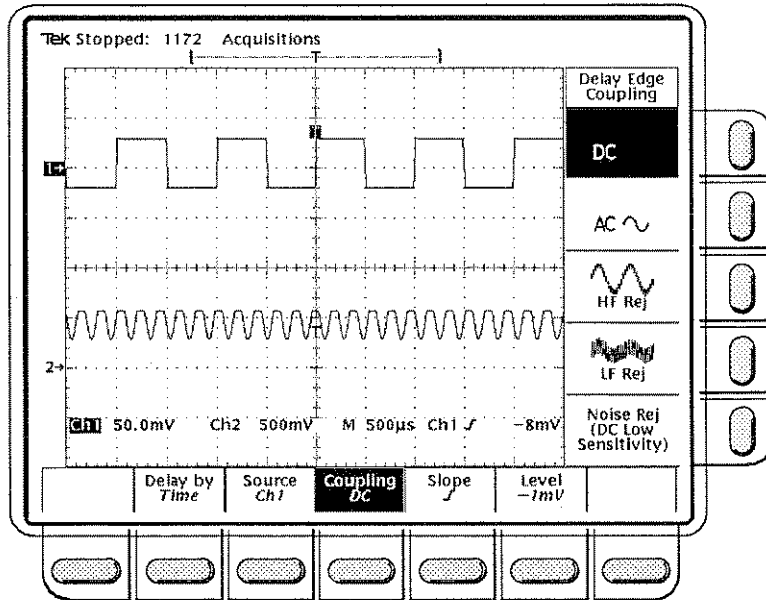 Tek Stopped: 1172 Acquisitions
T
Delay Edge
Coupling
DC
T
1→
AC
HF Rej
2→
LF Rej
Ch1 50.0mV Ch2 500mV M 500µs Ch1 ∫ -8mV
Noise Rej
(DC Low
Sensitivity)
Delay by
Time
Source
Ch1
Coupling
DC
Slope
∫
Level
-1mV